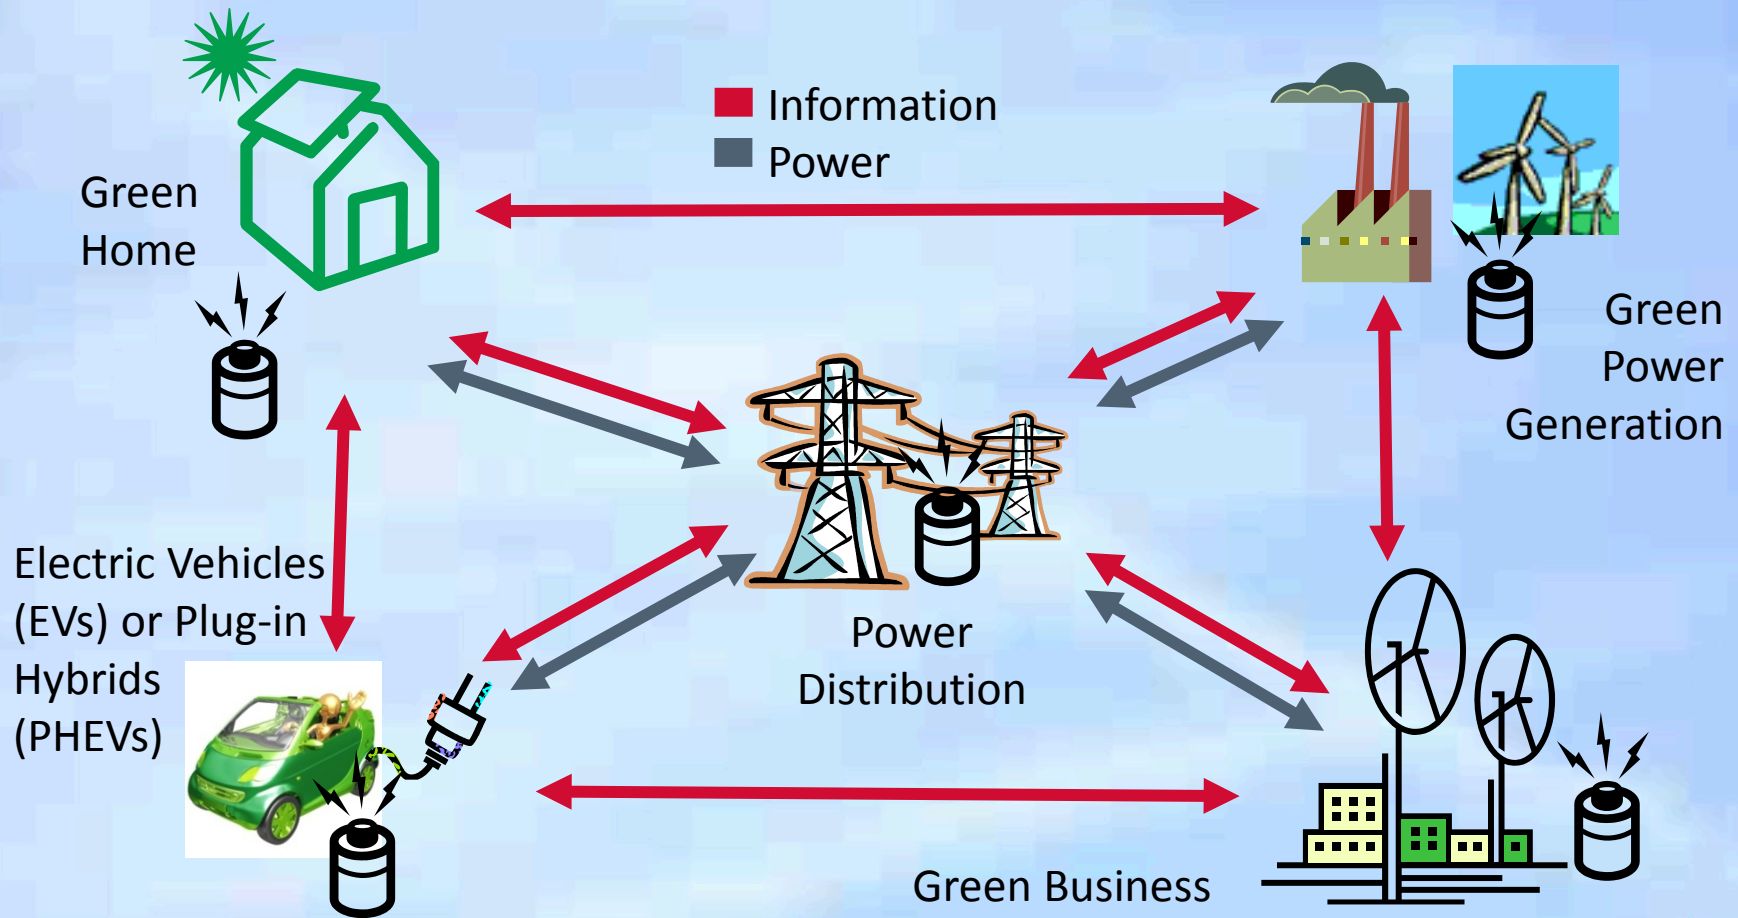 Information
Power
Green
Home
Green
Power
Generation
Electric Vehicles
(EVs) or Plug-in
Hybrids
(PHEVs)
Power
Distribution
Green Business